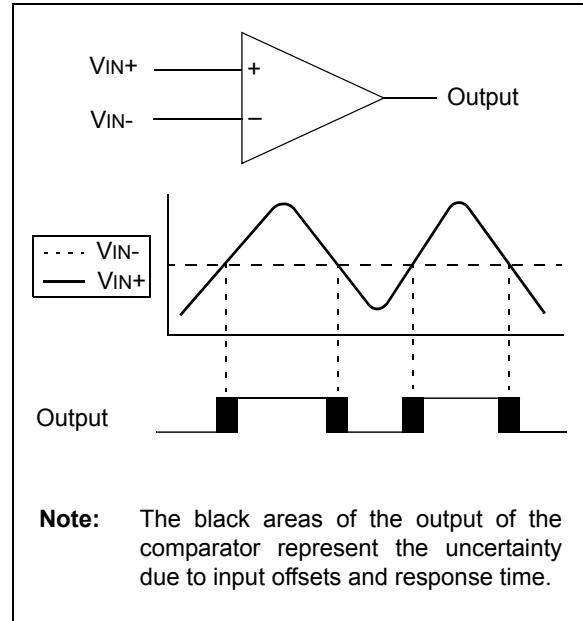 VIN+
+
Output
VIN-
–
VIN-
VIN+
Output
Note: The black areas of the output of the
comparator represent the uncertainty
due to input offsets and response time.